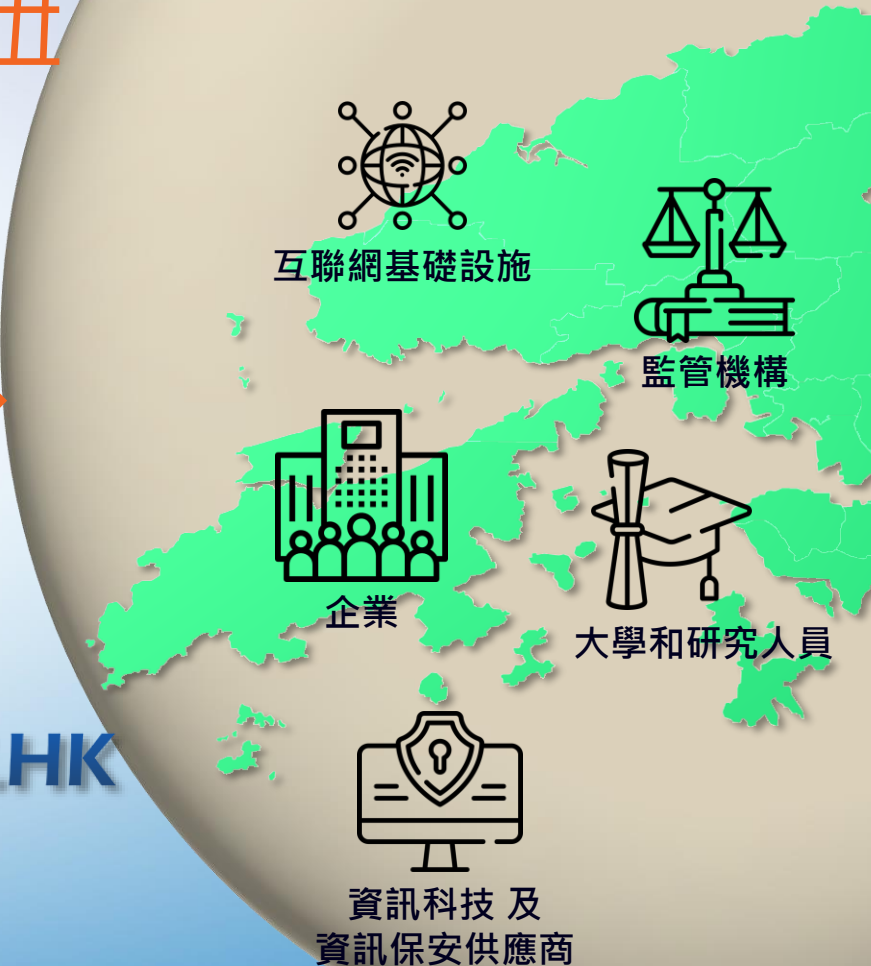 互聯網基礎設施
監管機構
企業
大學和研究人員
.HK
資訊科技 及
資訊保安供應商